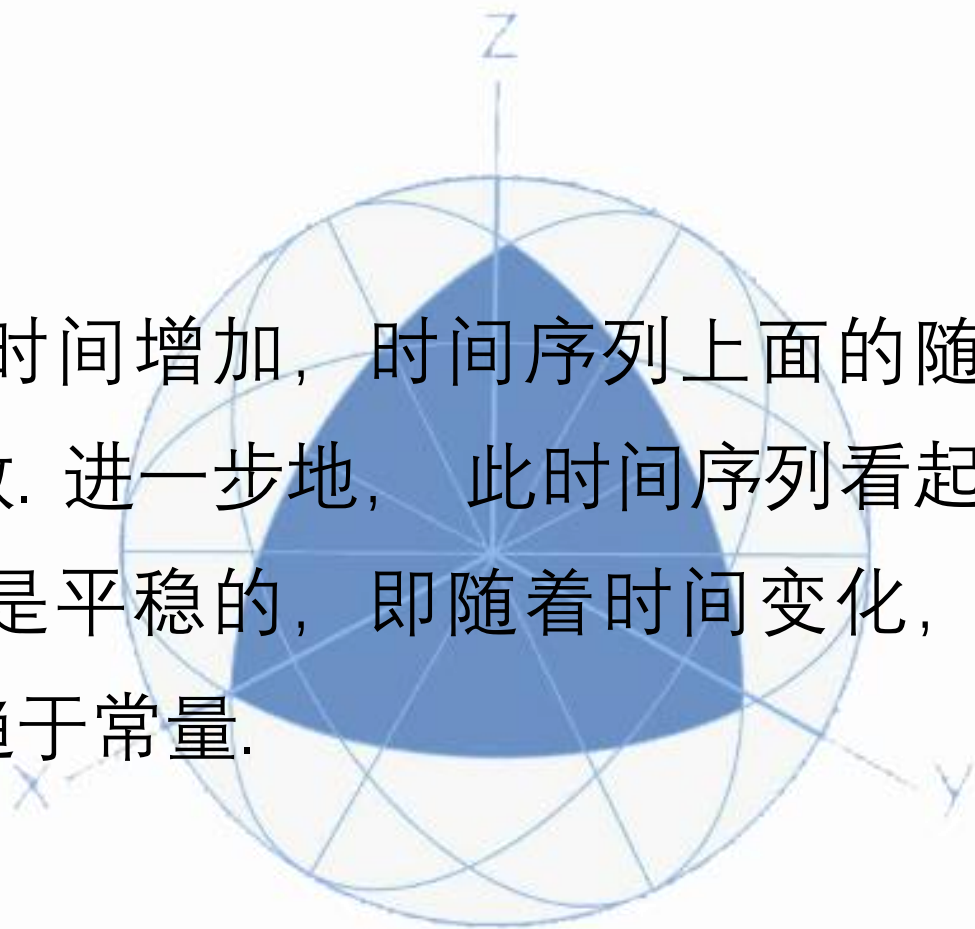 Z
时间增加, 时间序列上面的随
. 进一步地, 此时间序列看起
是平稳的, 即随着时间变化,
趋于常量.
X
Y